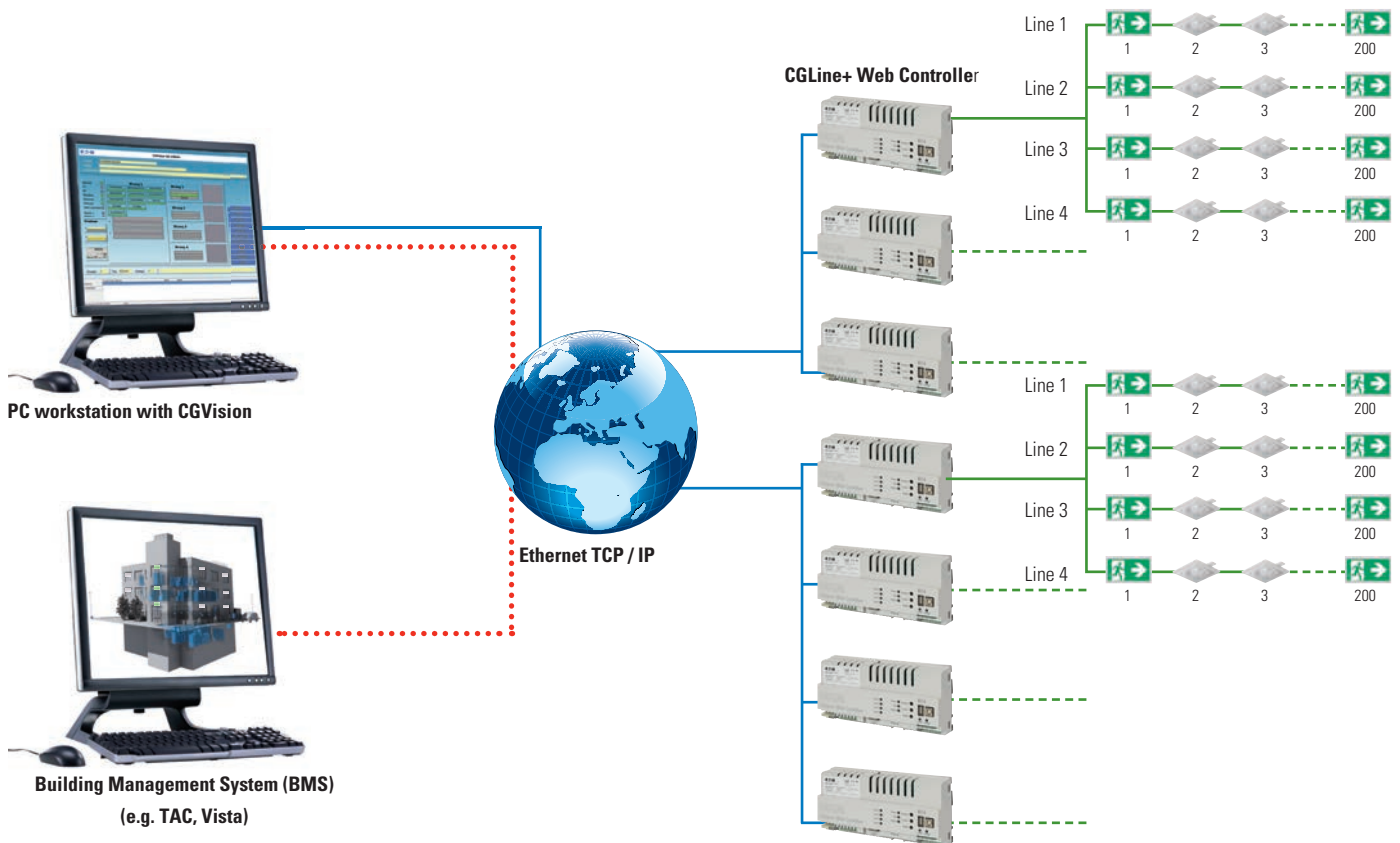 Line 1
1 2 3 200
CGLine+ Web Controller
Line 2
1 2 3 200
Line 3
1 2 3 200
Line 4
1 2 3 200
PC workstation with CGVision
Ethernet TCP / IP
Line 1
1 2 3 200
Line 2
1 2 3 200
Line 3
1 2 3 200
Line 4
1 2 3 200
Building Management System (BMS)
(e.g. TAC, Vista)